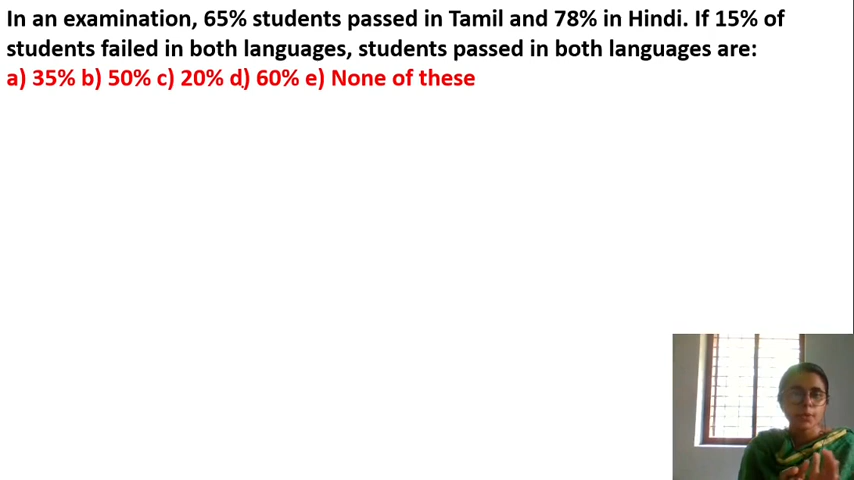 In an examination, 65% students passed in Tamil and 78% in Hindi. If 15% of
students failed in both languages, students passed in both languages are:
a) 35% b) 50% c) 20% d) 60% e) None of these